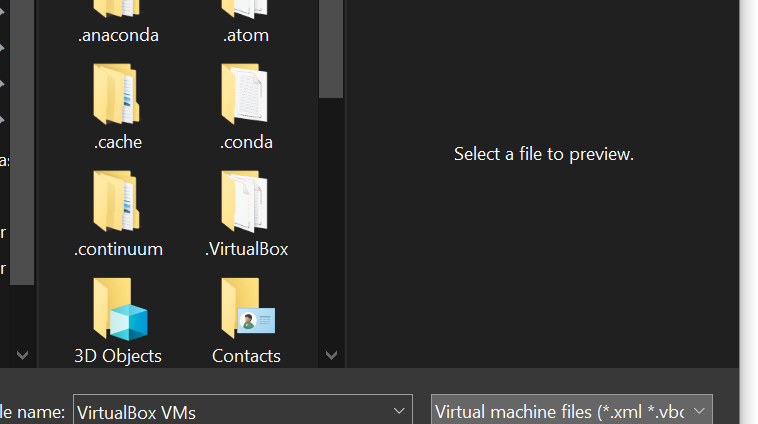 .anaconda .atom
.cache .conda
Select a file to preview.
.continuum .VirtualBox
3D Objects Contacts
le name: VirtualBox VMs Virtual machine files (*.xml *.vbo